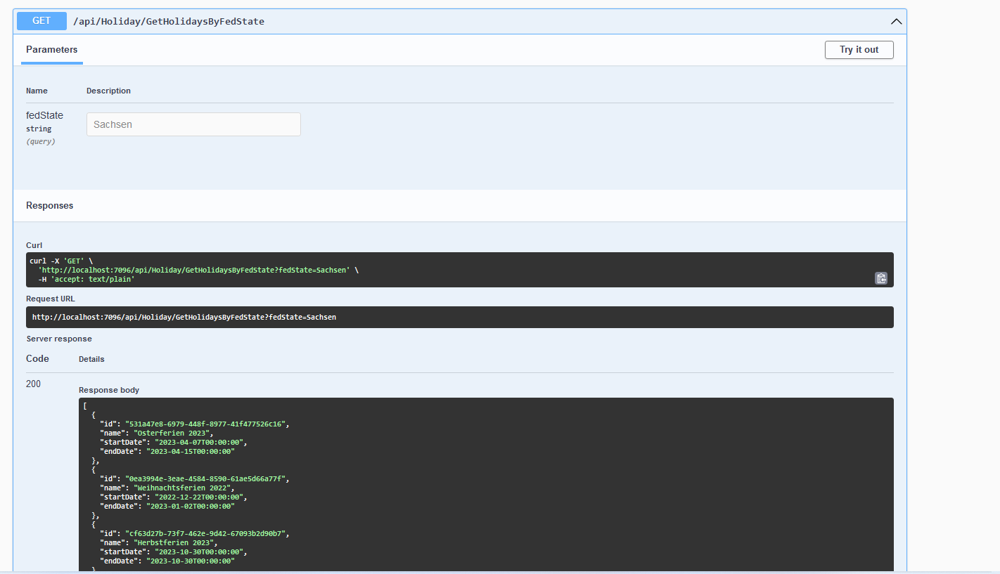 GET /api/Holiday/GetHolidaysByFedState
Parameters
Try it out
Name Description
fedState
string
(query)
Sachsen
Responses
Curl
curl -X 'GET' \
'http://localhost:7096/api/Holiday/GetHolidaysByFedState?fedState=Sachsen' \
-H 'accept: text/plain'
Request URL
http://localhost:7096/api/Holiday/GetHolidaysByFedState?fedState=Sachsen
Server response
Code Details
200
Response body
[
{
"id": "531a47e8-6979-448f-8977-41f477526c16",
"name": "Osterferien 2023",
"startDate": "2023-04-07T00:00:00",
"endDate": "2023-04-15T00:00:00"
},
{
"id": "0ea3994e-3eae-4584-8590-61ae5d66a77f",
"name": "Weihnachtsferien 2022",
"startDate": "2022-12-22T00:00:00",
"endDate": "2023-01-02T00:00:00"
},
{
"id": "cf63d27b-73f7-462e-9d42-67093b2d90b7",
"name": "Herbstferien 2023",
"startDate": "2023-10-30T00:00:00",
"endDate": "2023-10-30T00:00:00"
}